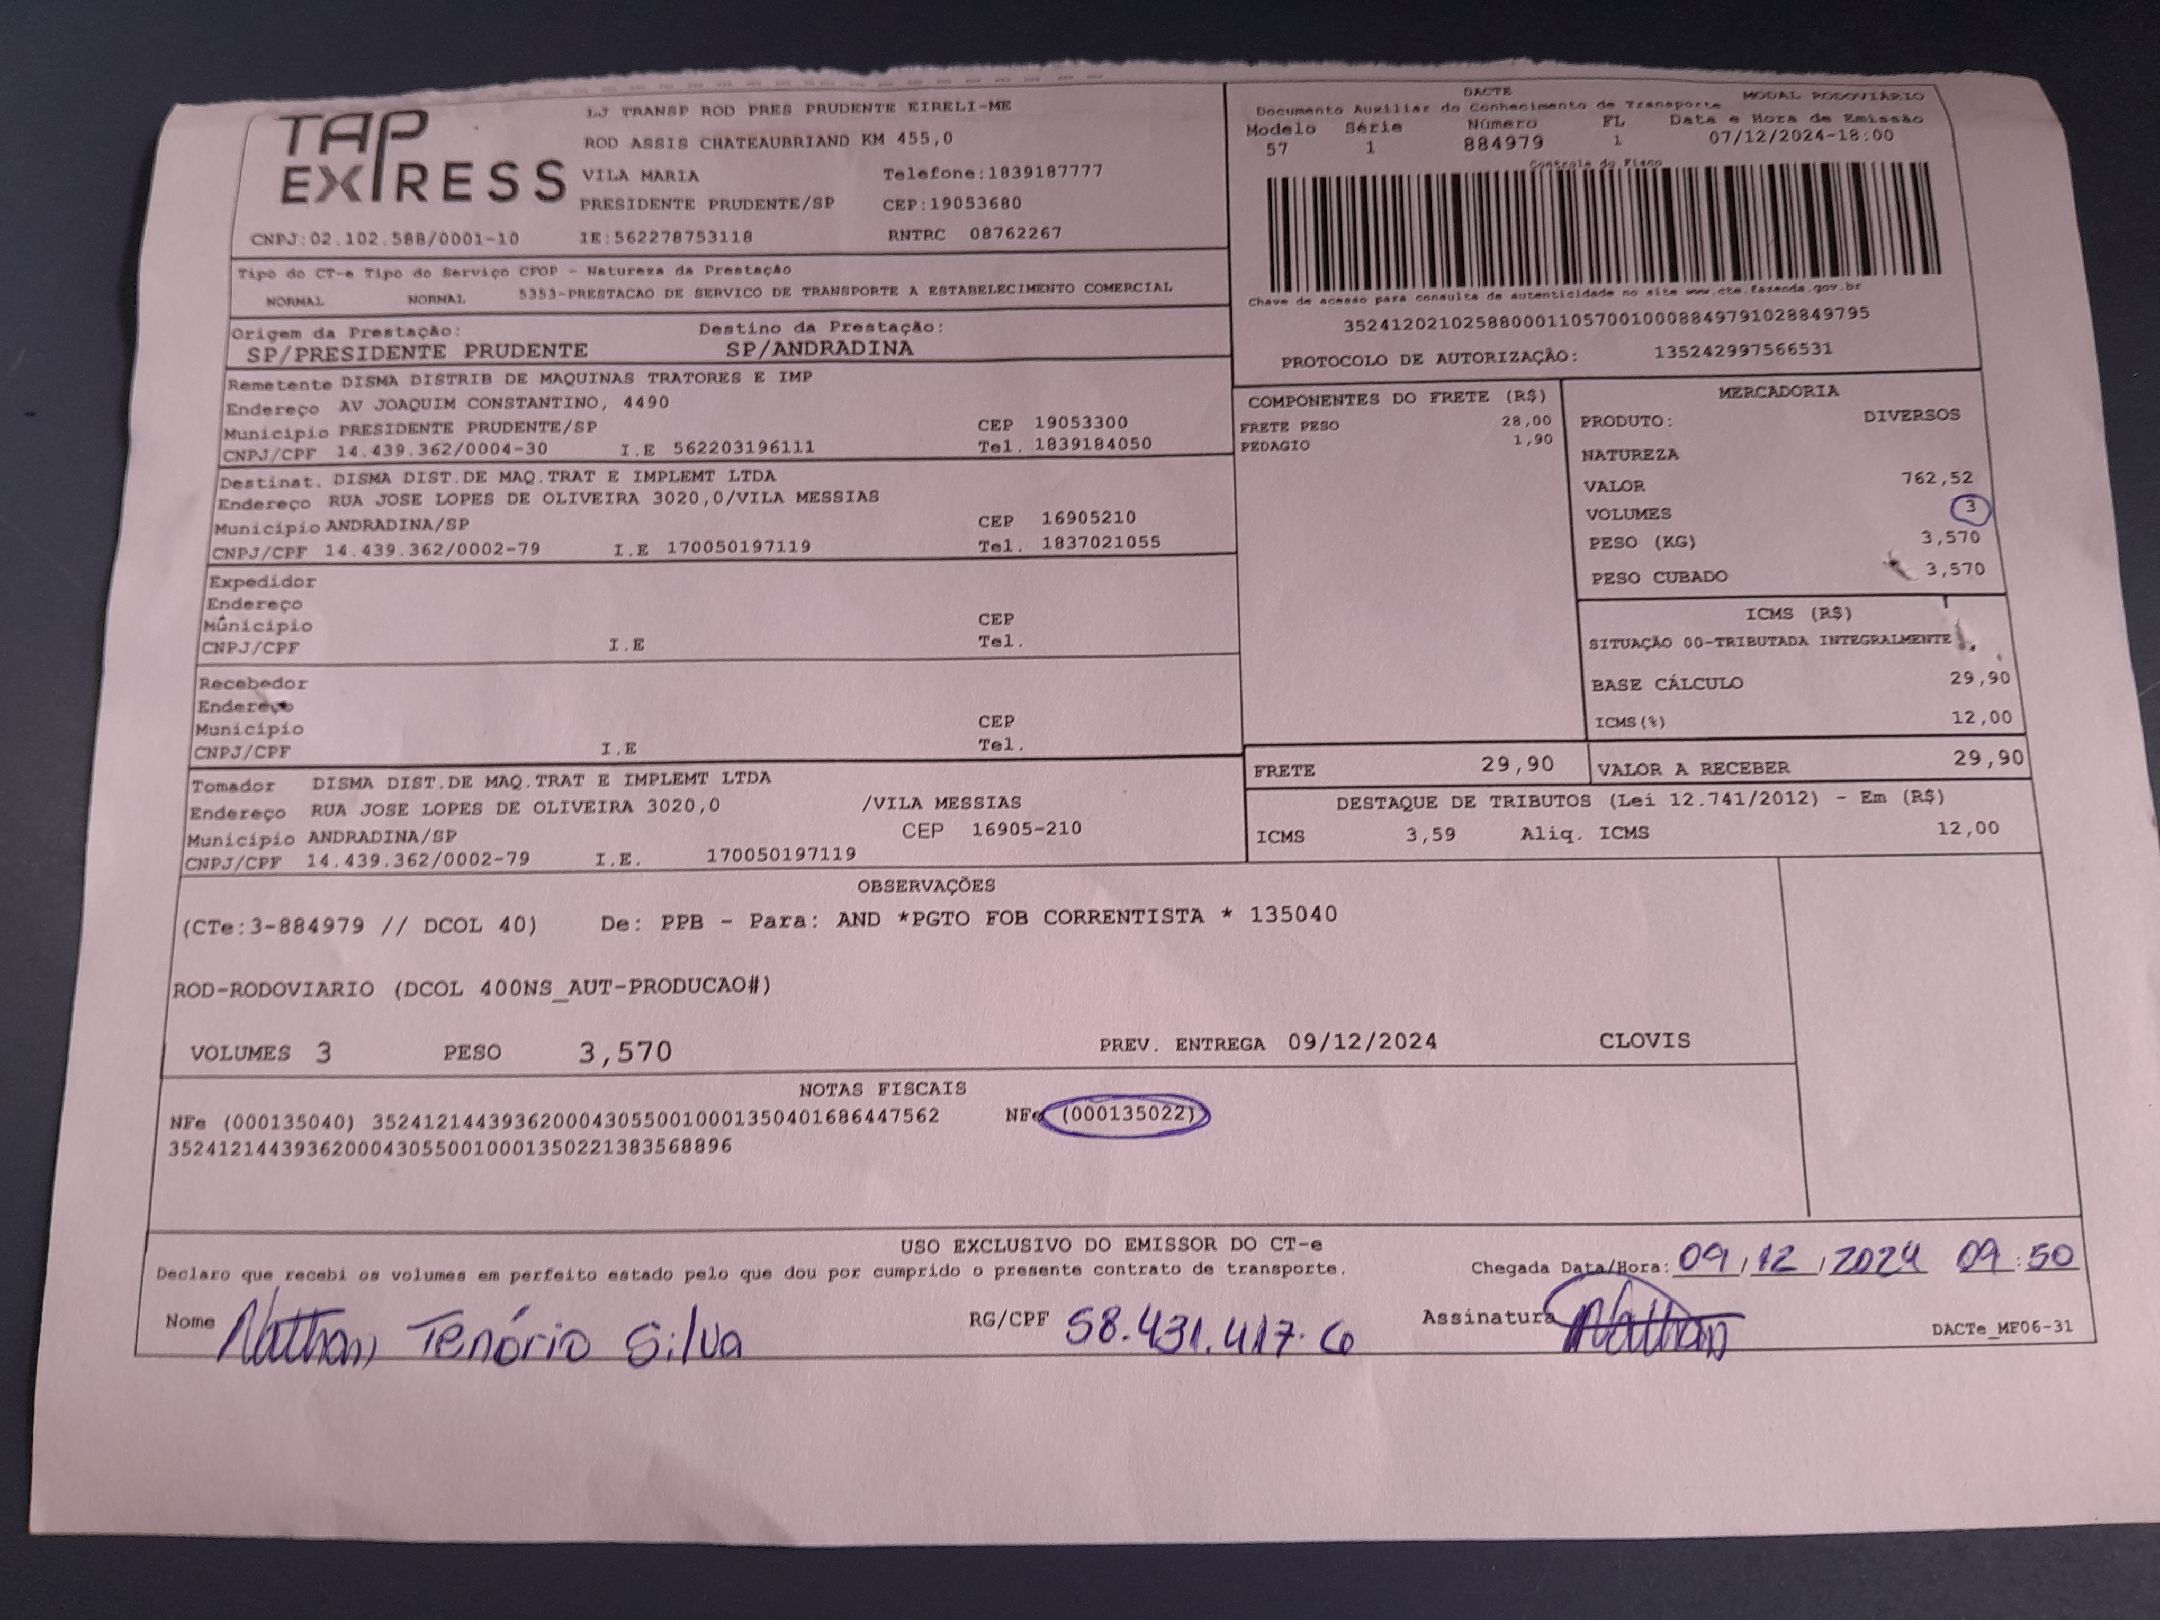 TAP EXPRESS
LJ TRANSP ROD PRES PRUDENTE EIRELI-ME
ROD ASSIS CHATEAUBRIAND KM 455,0
VILA MARIA Telefone:1839187777
PRESIDENTE PRUDENTE/SP CEP:19053680
CNPJ:02.102.588/0001-10 IE:562278753118 RNTRC 08762267
DACTE MODAL RODOVIÁRIO
Documento Auxiliar do Conhecimento de Transporte
Modelo Série Número FL Data e Hora de Emissão
57 1 884979 1 07/12/2024-18:00
Controle do Fisco
Chave de acesso para consulta de autenticidade no site www.cte.fazenda.gov.br
35241202102588000110570010008849791028849795
PROTOCOLO DE AUTORIZAÇÃO: 135242997566531
Tipo do CT-e Tipo do Serviço CFOP - Natureza da Prestação
NORMAL NORMAL 5353-PRESTACAO DE SERVICO DE TRANSPORTE A ESTABELECIMENTO COMERCIAL
Origem da Prestação: Destino da Prestação:
SP/PRESIDENTE PRUDENTE SP/ANDRADINA
Remetente DISMA DISTRIB DE MAQUINAS TRATORES E IMP
Endereço AV JOAQUIM CONSTANTINO, 4490
Município PRESIDENTE PRUDENTE/SP CEP 19053300
CNPJ/CPF 14.439.362/0004-30 I.E 562203196111 Tel. 1839184050
Destinat. DISMA DIST.DE MAQ.TRAT E IMPLEMT LTDA
Endereço RUA JOSE LOPES DE OLIVEIRA 3020,0/VILA MESSIAS
Município ANDRADINA/SP CEP 16905210
CNPJ/CPF 14.439.362/0002-79 I.E 170050197119 Tel. 1837021055
Expedidor
Endereço
Município CEP
CNPJ/CPF I.E Tel.
Recebedor
Endereço
Município CEP
CNPJ/CPF I.E Tel.
Tomador DISMA DIST.DE MAQ.TRAT E IMPLEMT LTDA
Endereço RUA JOSE LOPES DE OLIVEIRA 3020,0 /VILA MESSIAS
Município ANDRADINA/SP CEP 16905-210
CNPJ/CPF 14.439.362/0002-79 I.E. 170050197119
COMPONENTES DO FRETE (R$)
FRETE PESO 28,00
PEDAGIO 1,90
MERCADORIA
PRODUTO: DIVERSOS
NATUREZA
VALOR 762,52
VOLUMES 3
PESO (KG) 3,570
PESO CUBADO 3,570
ICMS (R$)
SITUAÇÃO 00-TRIBUTADA INTEGRALMENTE
BASE CÁLCULO 29,90
ICMS(%) 12,00
FRETE 29,90 VALOR A RECEBER 29,90
DESTAQUE DE TRIBUTOS (Lei 12.741/2012) - Em (R$)
ICMS 3,59 Aliq. ICMS 12,00
OBSERVAÇÕES
(CTe:3-884979 // DCOL 40) De: PPB - Para: AND *PGTO FOB CORRENTISTA * 135040
ROD-RODOVIARIO (DCOL 400NS_AUT-PRODUCAO#)
VOLUMES 3 PESO 3,570 PREV. ENTREGA 09/12/2024 CLOVIS
NOTAS FISCAIS
NFe (000135040) 35241214439362000430550010001350401686447562 NFe (000135022)
35241214439362000430550010001350221383568896
USO EXCLUSIVO DO EMISSOR DO CT-e
Declaro que recebi os volumes em perfeito estado pelo que dou por cumprido o presente contrato de transporte. Chegada Data/Hora: 09/12/2024 09:50
Nome Nathan Tenório Silva RG/CPF 58.431.417-6 Assinatura Nathan
DACTe_MF06-31